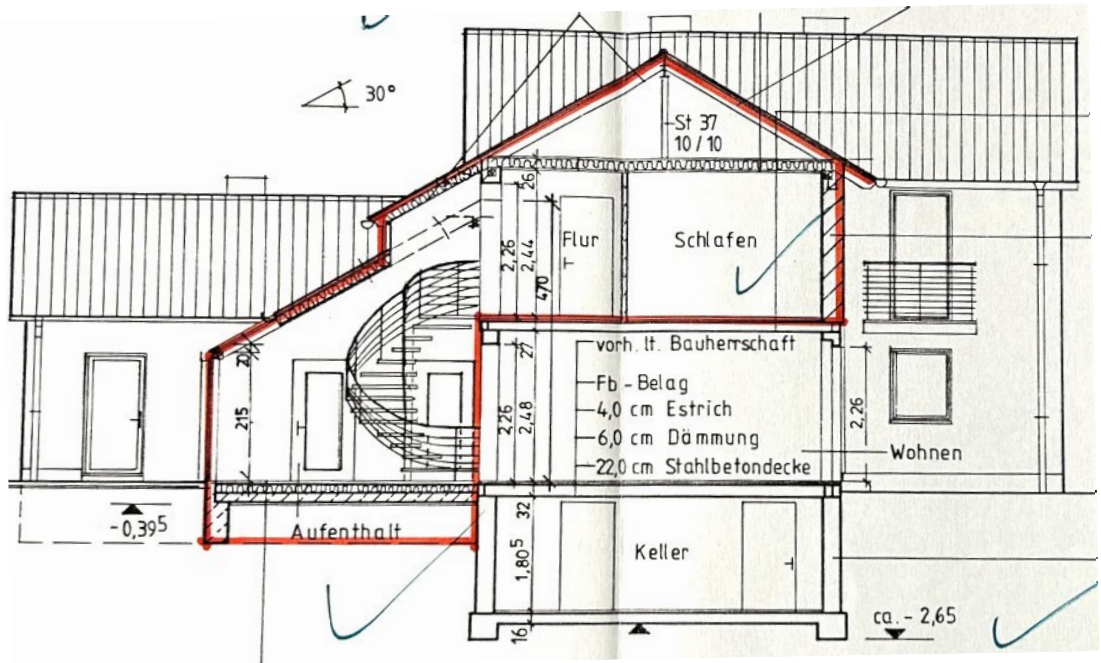 30°
St 37
10/10
26
Flur
Schlafen
2,26
2,44
470
vorh. lt. Bauherrschaft
27
Fb - Belag
20
4,0 cm Estrich
215
2,26
2,48
2,26
6,0 cm Dämmung
Wohnen
22,0 cm Stahlbetondecke
-0,39⁵
Aufenthalt
32
Keller
1,80⁵
ca. - 2,65
16